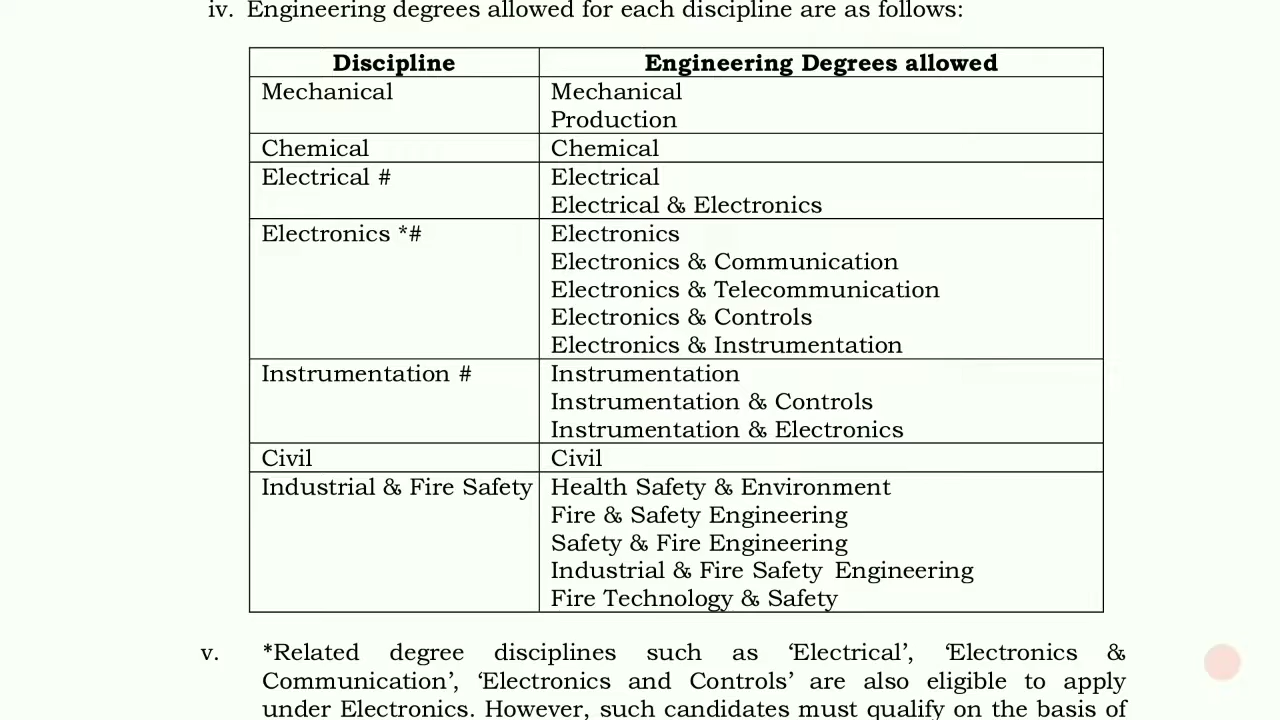 iv. Engineering degrees allowed for each discipline are as follows:
Discipline Engineering Degrees allowed
Mechanical Mechanical
Production
Chemical Chemical
Electrical # Electrical
Electrical & Electronics
Electronics *# Electronics
Electronics & Communication
Electronics & Telecommunication
Electronics & Controls
Electronics & Instrumentation
Instrumentation # Instrumentation
Instrumentation & Controls
Instrumentation & Electronics
Civil Civil
Industrial & Fire Safety Health Safety & Environment
Fire & Safety Engineering
Safety & Fire Engineering
Industrial & Fire Safety Engineering
Fire Technology & Safety
v. *Related degree disciplines such as ‘Electrical’, ‘Electronics &
Communication’, ‘Electronics and Controls’ are also eligible to apply
under Electronics. However, such candidates must qualify on the basis of